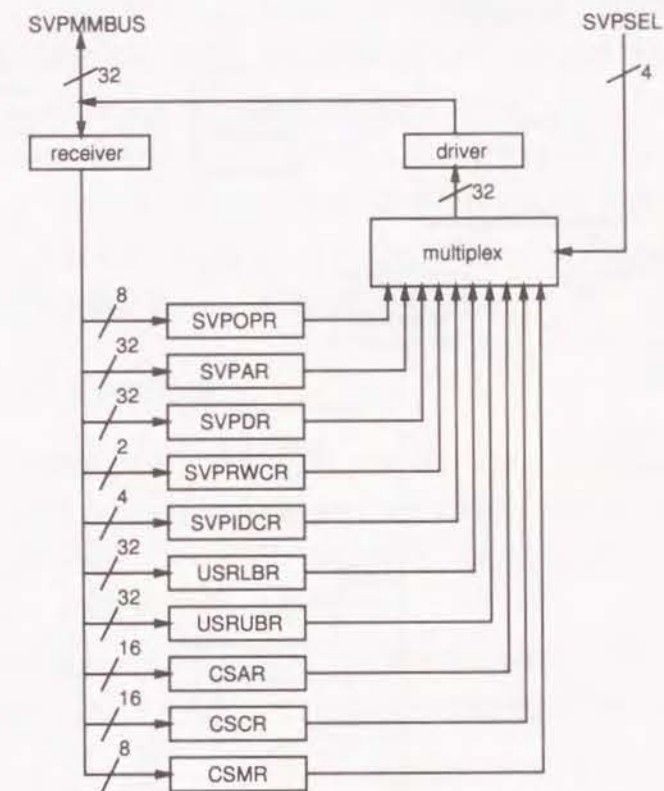 SVPMMBUS
SVPSEL
32
4
receiver
driver
32
multiplex
8
SVPOPR
32
SVPAR
32
SVPDR
2
SVPRWCR
4
SVPIDCR
32
USRLBR
32
USRUBR
16
CSAR
16
CSCR
8
CSMR